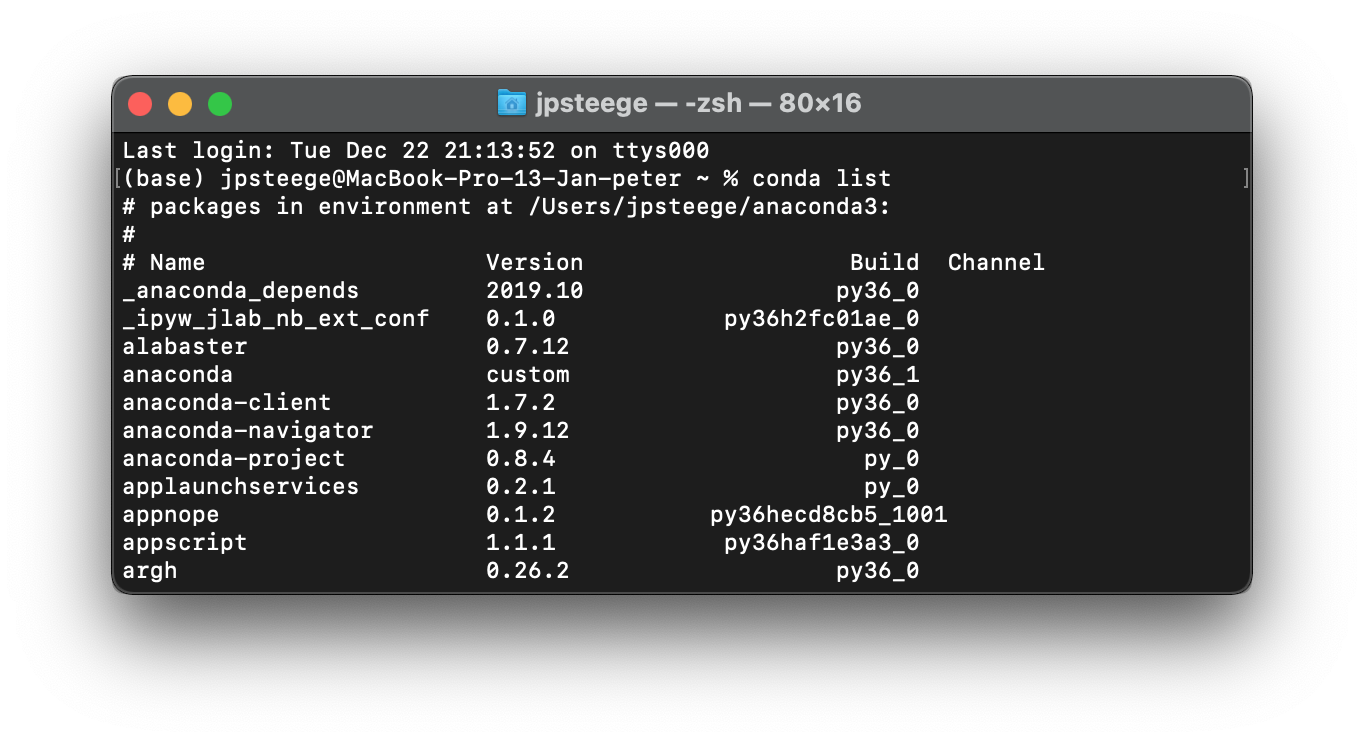 jpsteege — -zsh — 80×16
Last login: Tue Dec 22 21:13:52 on ttys000
[(base) jpsteege@MacBook-Pro-13-Jan-peter ~ % conda list ]
# packages in environment at /Users/jpsteege/anaconda3:
#
# Name                    Version                   Build  Channel
_anaconda_depends         2019.10                  py36_0
_ipyw_jlab_nb_ext_conf    0.1.0            py36h2fc01ae_0
alabaster                 0.7.12                   py36_0
anaconda                  custom                   py36_1
anaconda-client           1.7.2                    py36_0
anaconda-navigator        1.9.12                   py36_0
anaconda-project          0.8.4                      py_0
applaunchservices         0.2.1                      py_0
appnope                   0.1.2           py36hecd8cb5_1001
appscript                 1.1.1            py36haf1e3a3_0
argh                      0.26.2                   py36_0